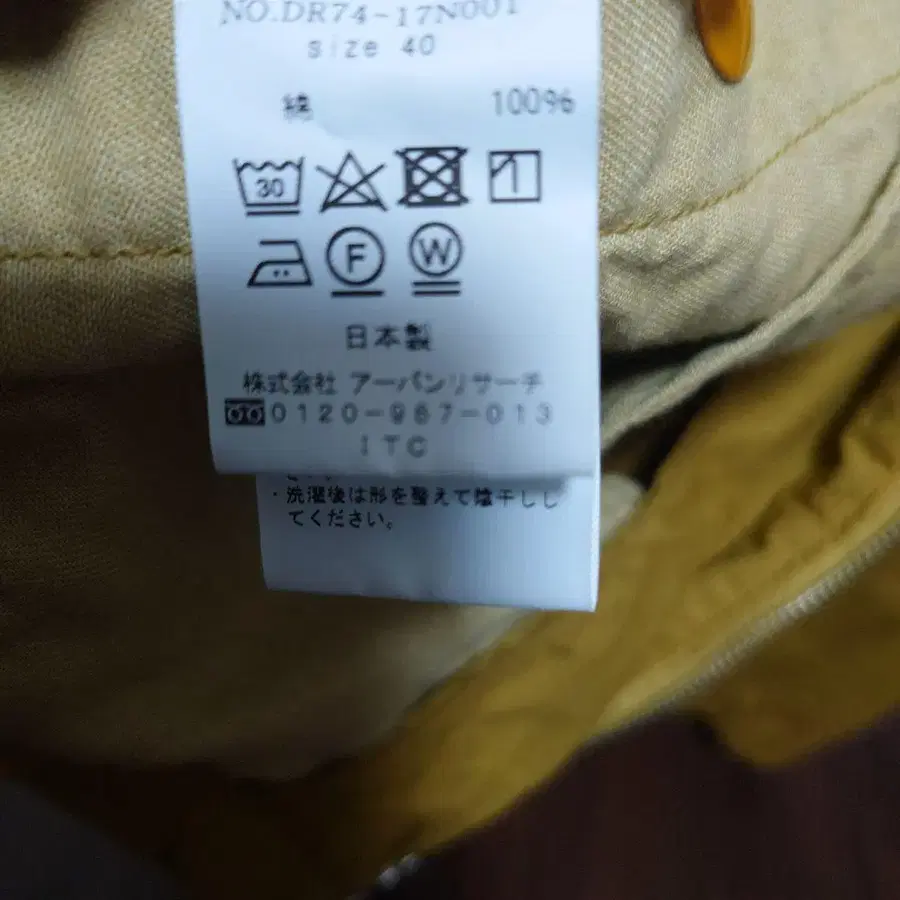 NO.DR74-17N001
size 40
綿 100%
30
F W
日本製
株式会社 アーバンリサーチ
0120-967-013
ITC
・洗濯後は形を整えて陰干しし
てください。